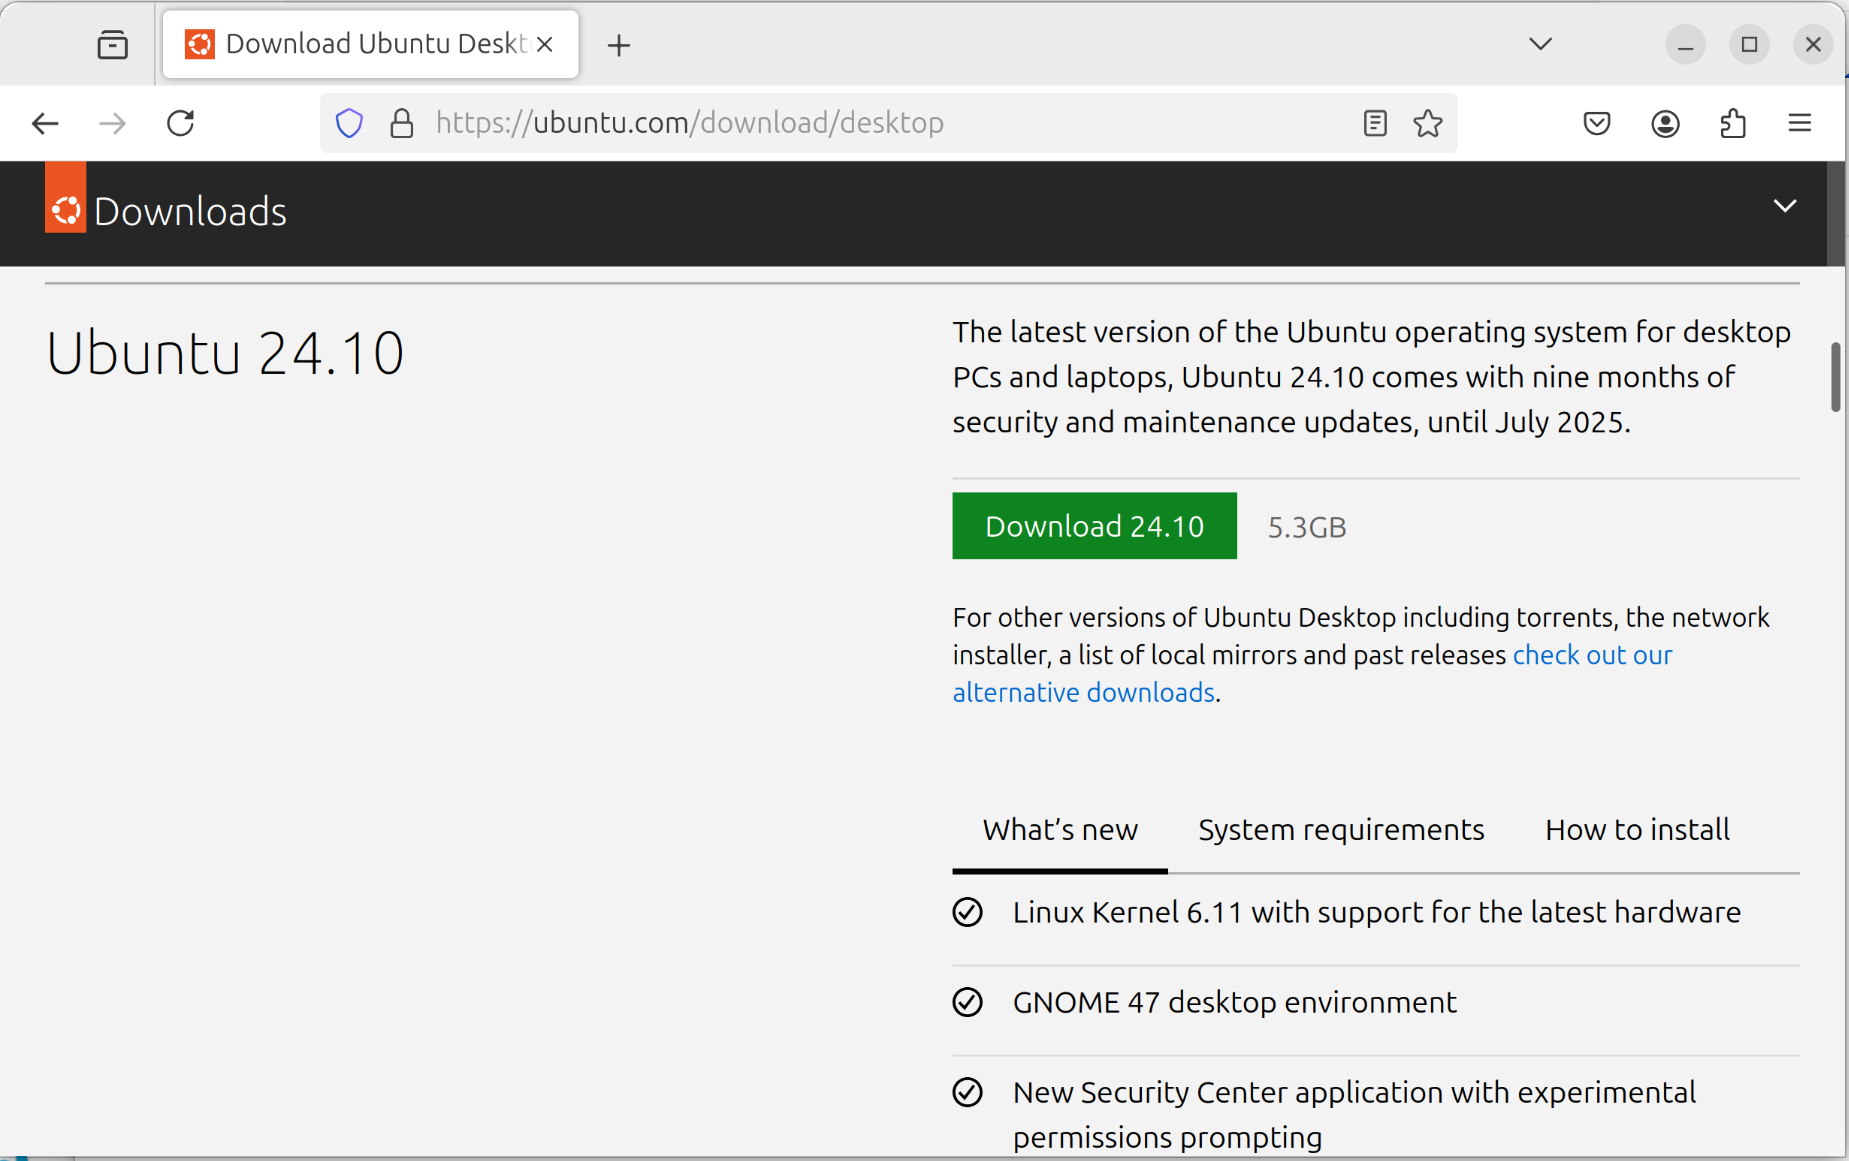 Download Ubuntu Deskt
https://ubuntu.com/download/desktop
Downloads
Ubuntu 24.10
The latest version of the Ubuntu operating system for desktop
PCs and laptops, Ubuntu 24.10 comes with nine months of
security and maintenance updates, until July 2025.
Download 24.10 5.3GB
For other versions of Ubuntu Desktop including torrents, the network
installer, a list of local mirrors and past releases check out our
alternative downloads.
What’s new System requirements How to install
Linux Kernel 6.11 with support for the latest hardware
GNOME 47 desktop environment
New Security Center application with experimental
permissions prompting